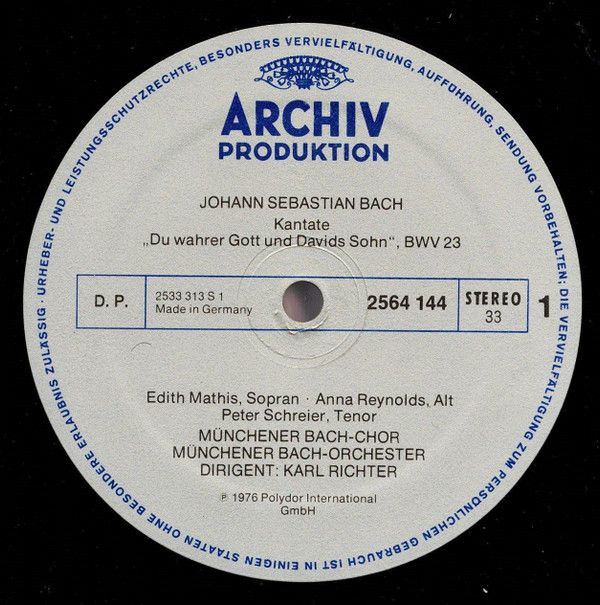 URHEBER- UND LEISTUNGSSCHUTZRECHTE, BESONDERS VERVIELFÄLTIGUNG, AUFFÜHRUNG, SENDUNG VORBEHALTEN; DIE VERVIELFÄLTIGUNG ZUM PERSÖNLICHEN GEBRAUCH IST IN EINIGEN STAATEN OHNE BESONDERE ERLAUBNIS ZULÄSSIG ·
ARCHIV
PRODUKTION
JOHANN SEBASTIAN BACH
Kantate
„Du wahrer Gott und Davids Sohn", BWV 23
D. P.
2533 313 S 1
Made in Germany
2564 144
STEREO
33
1
Edith Mathis, Sopran · Anna Reynolds, Alt
Peter Schreier, Tenor
MÜNCHENER BACH-CHOR
MÜNCHENER BACH-ORCHESTER
DIRIGENT: KARL RICHTER
℗ 1976 Polydor International
GmbH